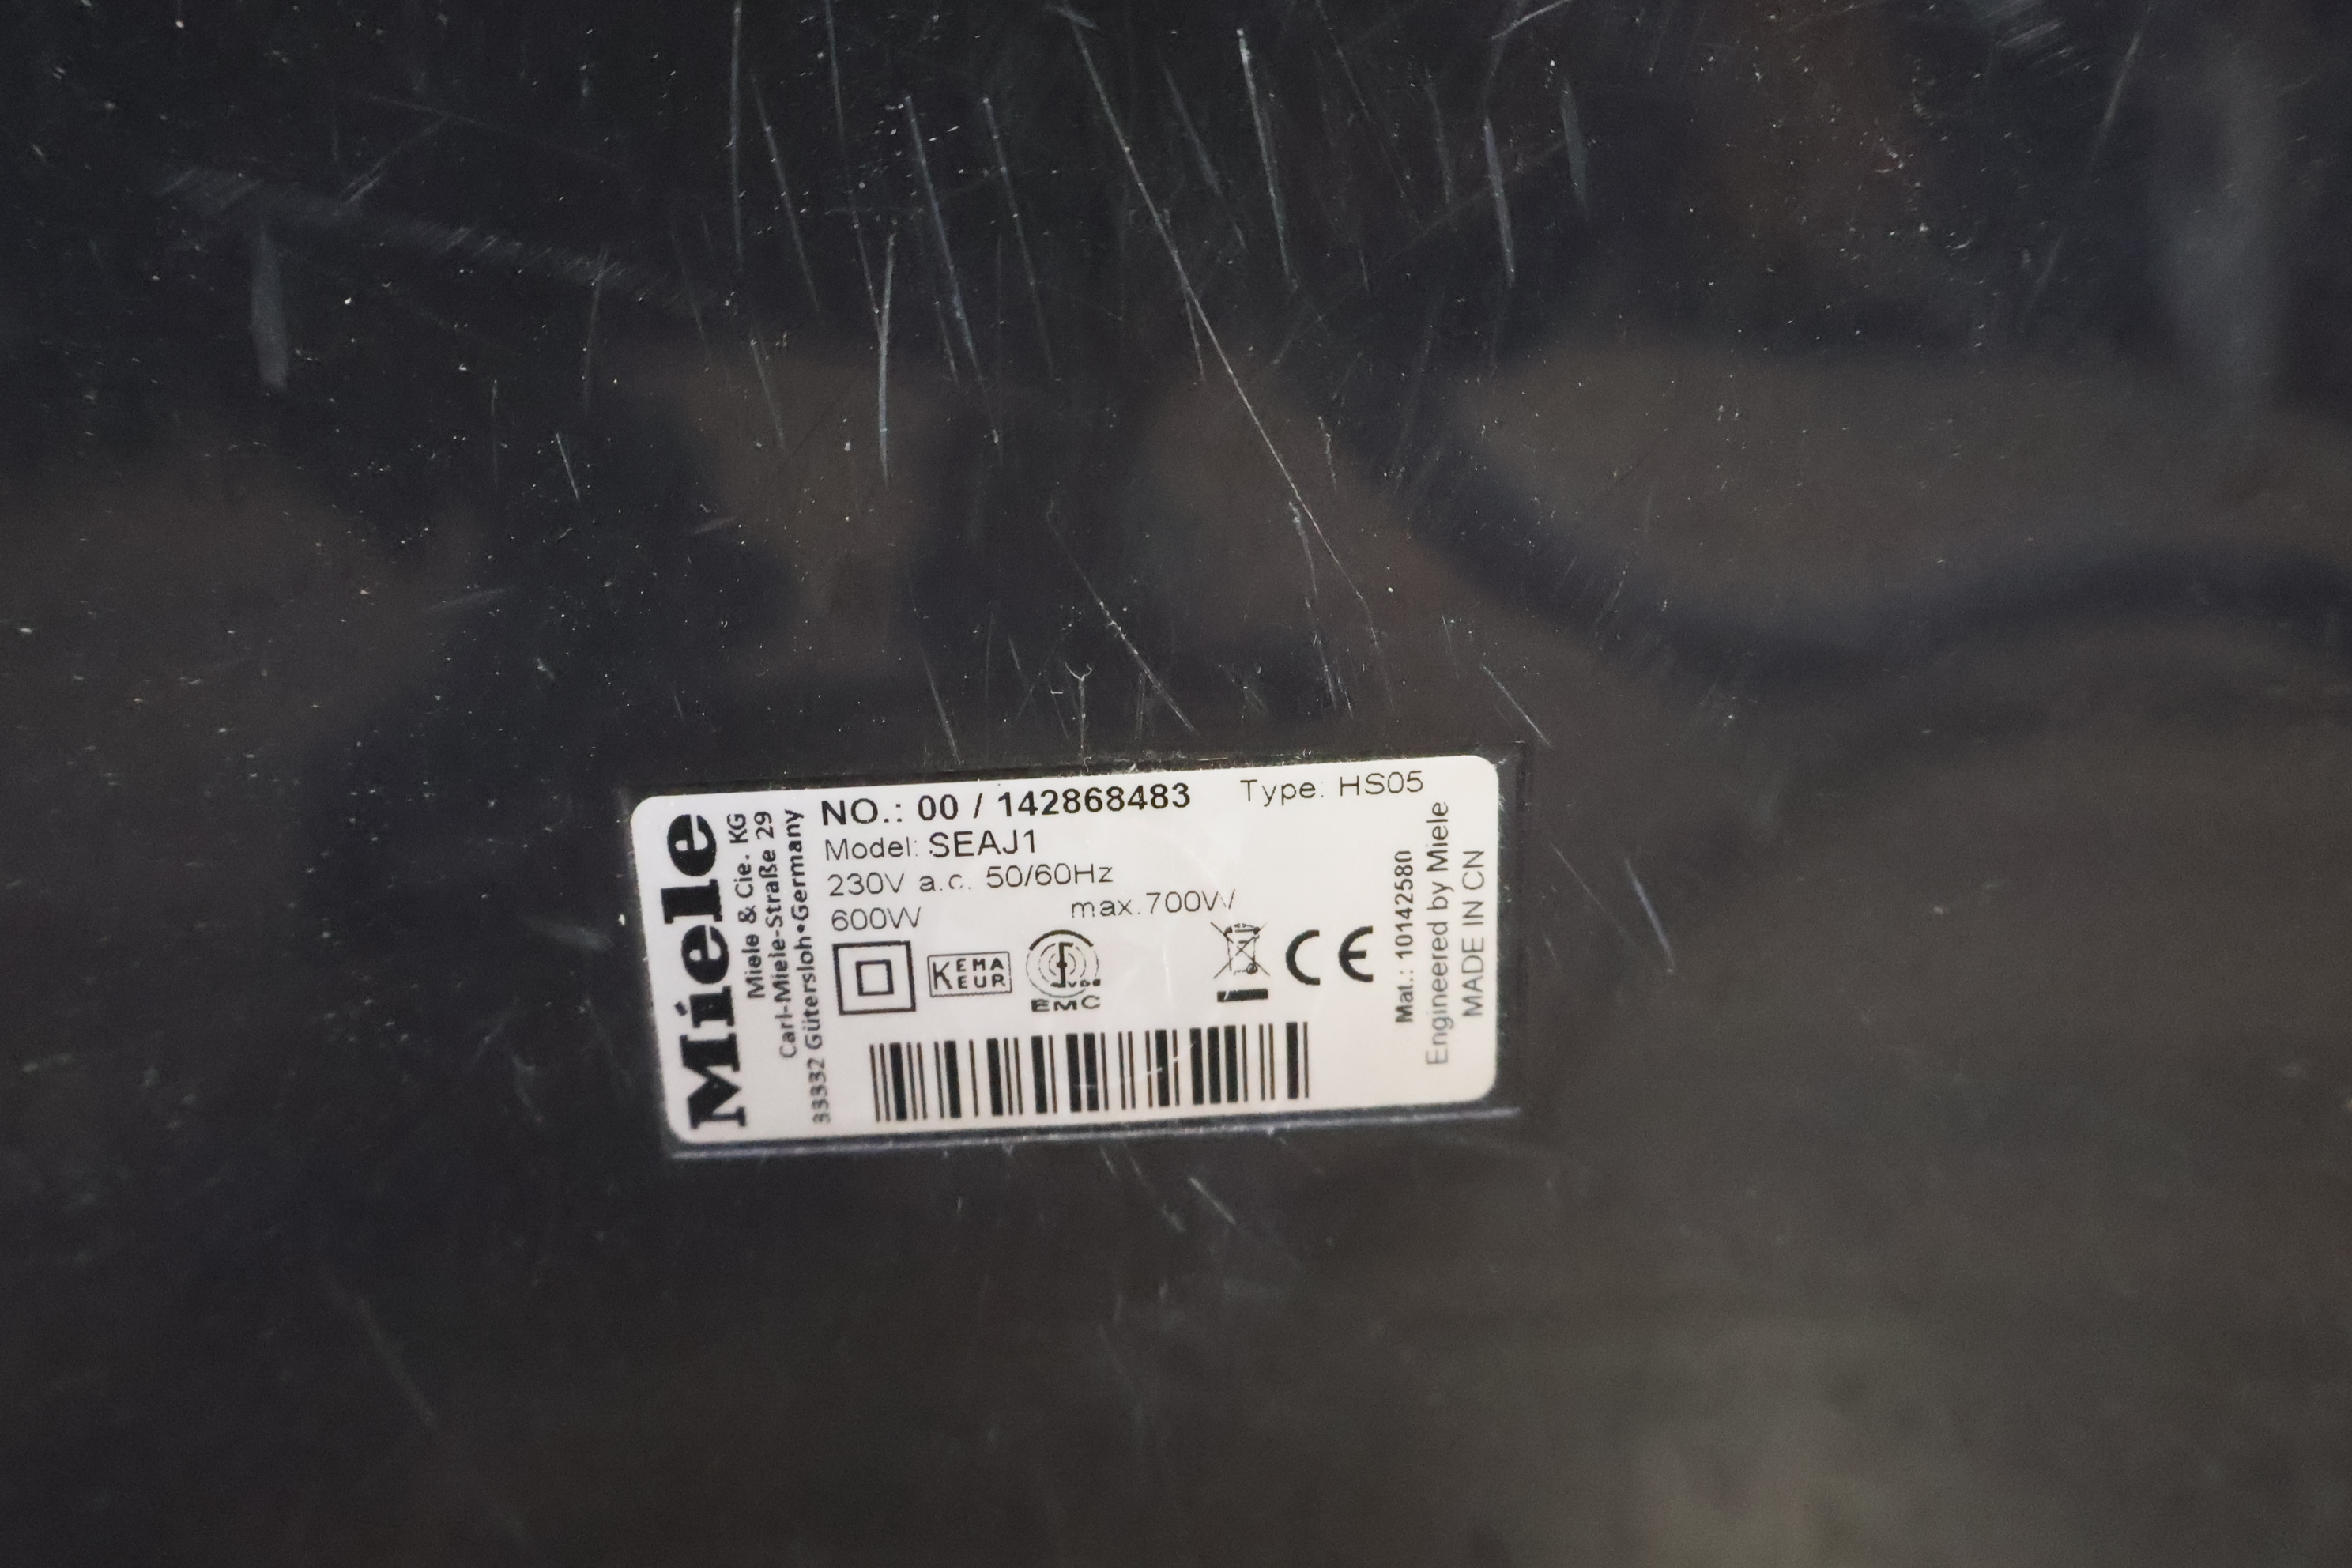 Miele
Miele & Cie. KG
Carl-Miele-Straße 29
33332 Gütersloh•Germany
NO.: 00 / 142868483 Type: HS05
Model: SEAJ1
230V a.c. 50/60Hz
600W max.700W
KEMA
KEUR
VDE
EMC
CE
Mat.: 10142580
Engineered by Miele
MADE IN CN